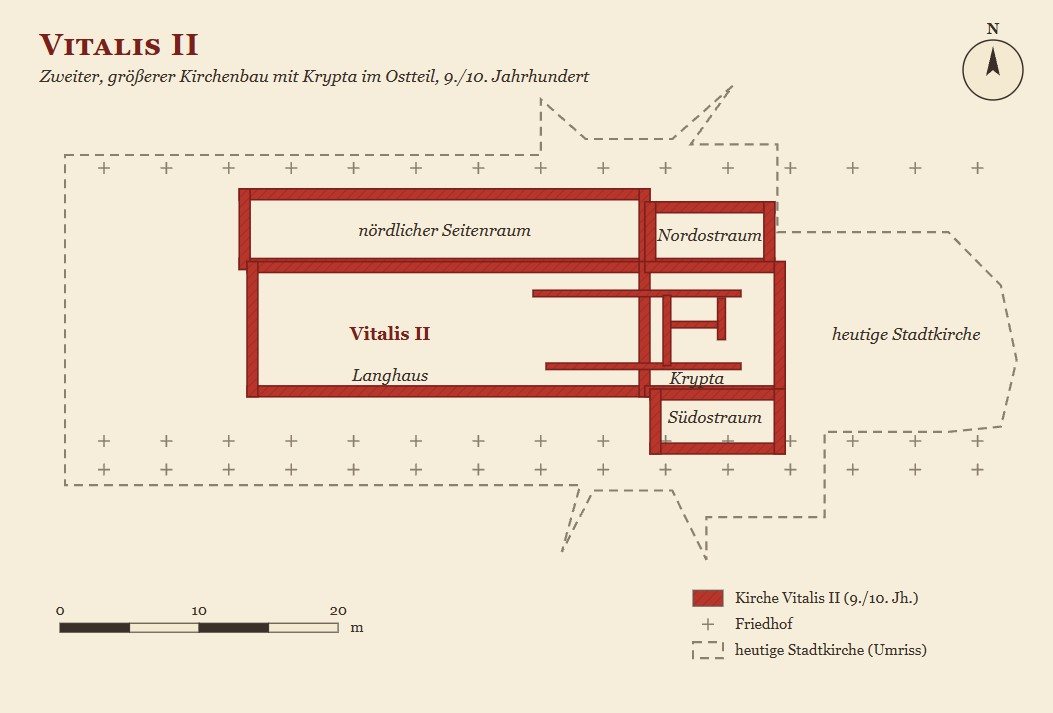 Vitalis II
Zweiter, größerer Kirchenbau mit Krypta im Ostteil, 9./10. Jahrhundert
N
nördlicher Seitenraum
Nordostraum
Vitalis II
heutige Stadtkirche
Langhaus
Krypta
Südostraum
0 10 20
m
Kirche Vitalis II (9./10. Jh.)
Friedhof
heutige Stadtkirche (Umriss)